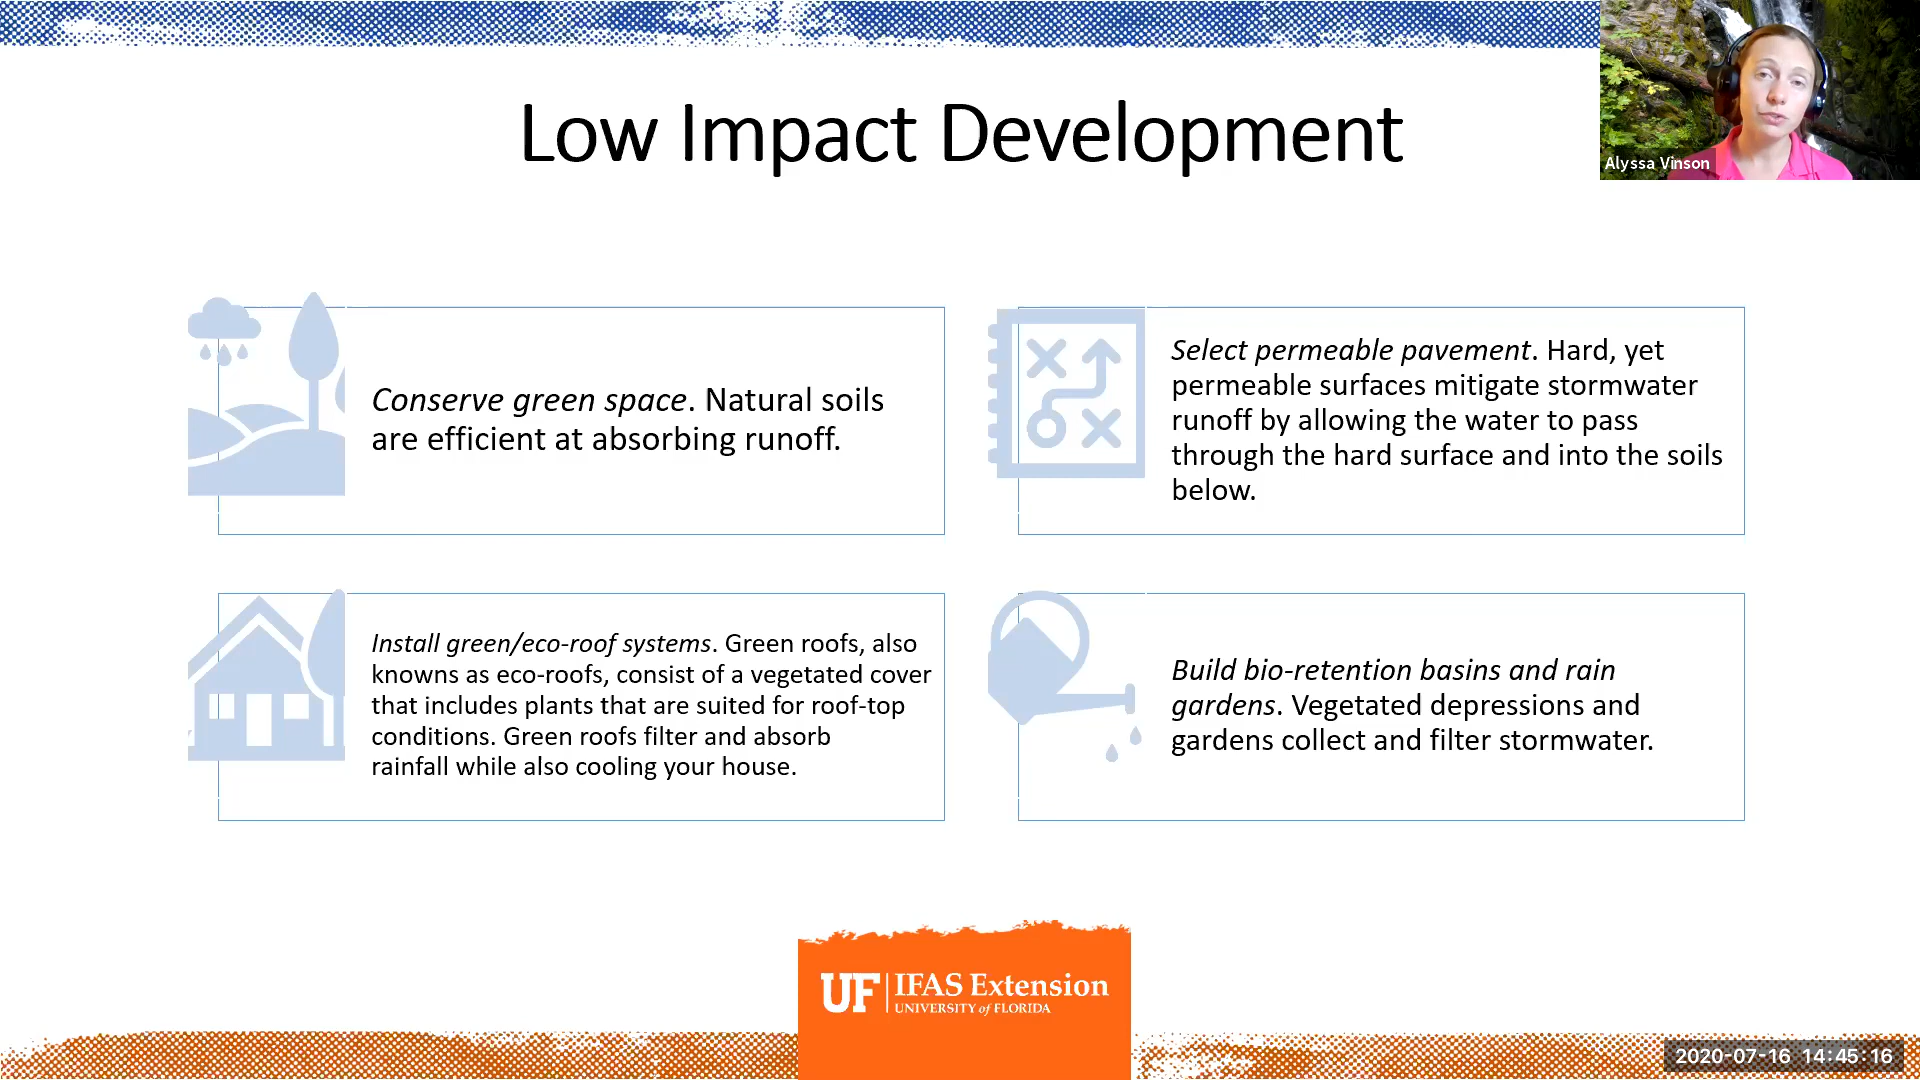 Low Impact Development
Alyssa Vinson
Conserve green space. Natural soils
are efficient at absorbing runoff.
Select permeable pavement. Hard, yet
permeable surfaces mitigate stormwater
runoff by allowing the water to pass
through the hard surface and into the soils
below.
Install green/eco-roof systems. Green roofs, also
knowns as eco-roofs, consist of a vegetated cover
that includes plants that are suited for roof-top
conditions. Green roofs filter and absorb
rainfall while also cooling your house.
Build bio-retention basins and rain
gardens. Vegetated depressions and
gardens collect and filter stormwater.
UF IFAS Extension
UNIVERSITY of FLORIDA
2020-07-16 14:45:16